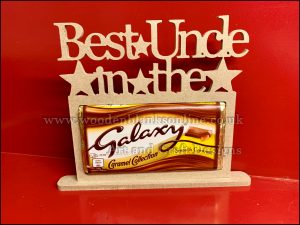 Best Uncle
in the
www.woodenblanksonline.co.uk
Galaxy
Caramel Collection